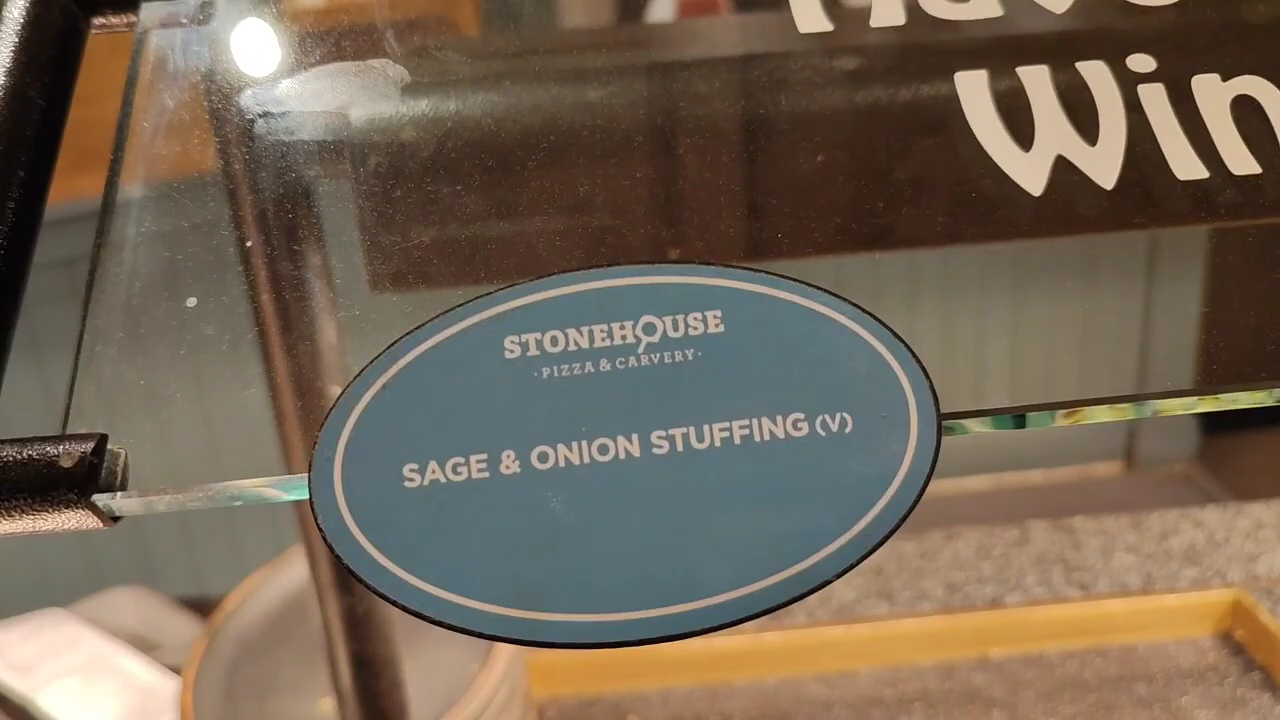 Win
STONEHOUSE
·PIZZA & CARVERY·
SAGE & ONION STUFFING (V)